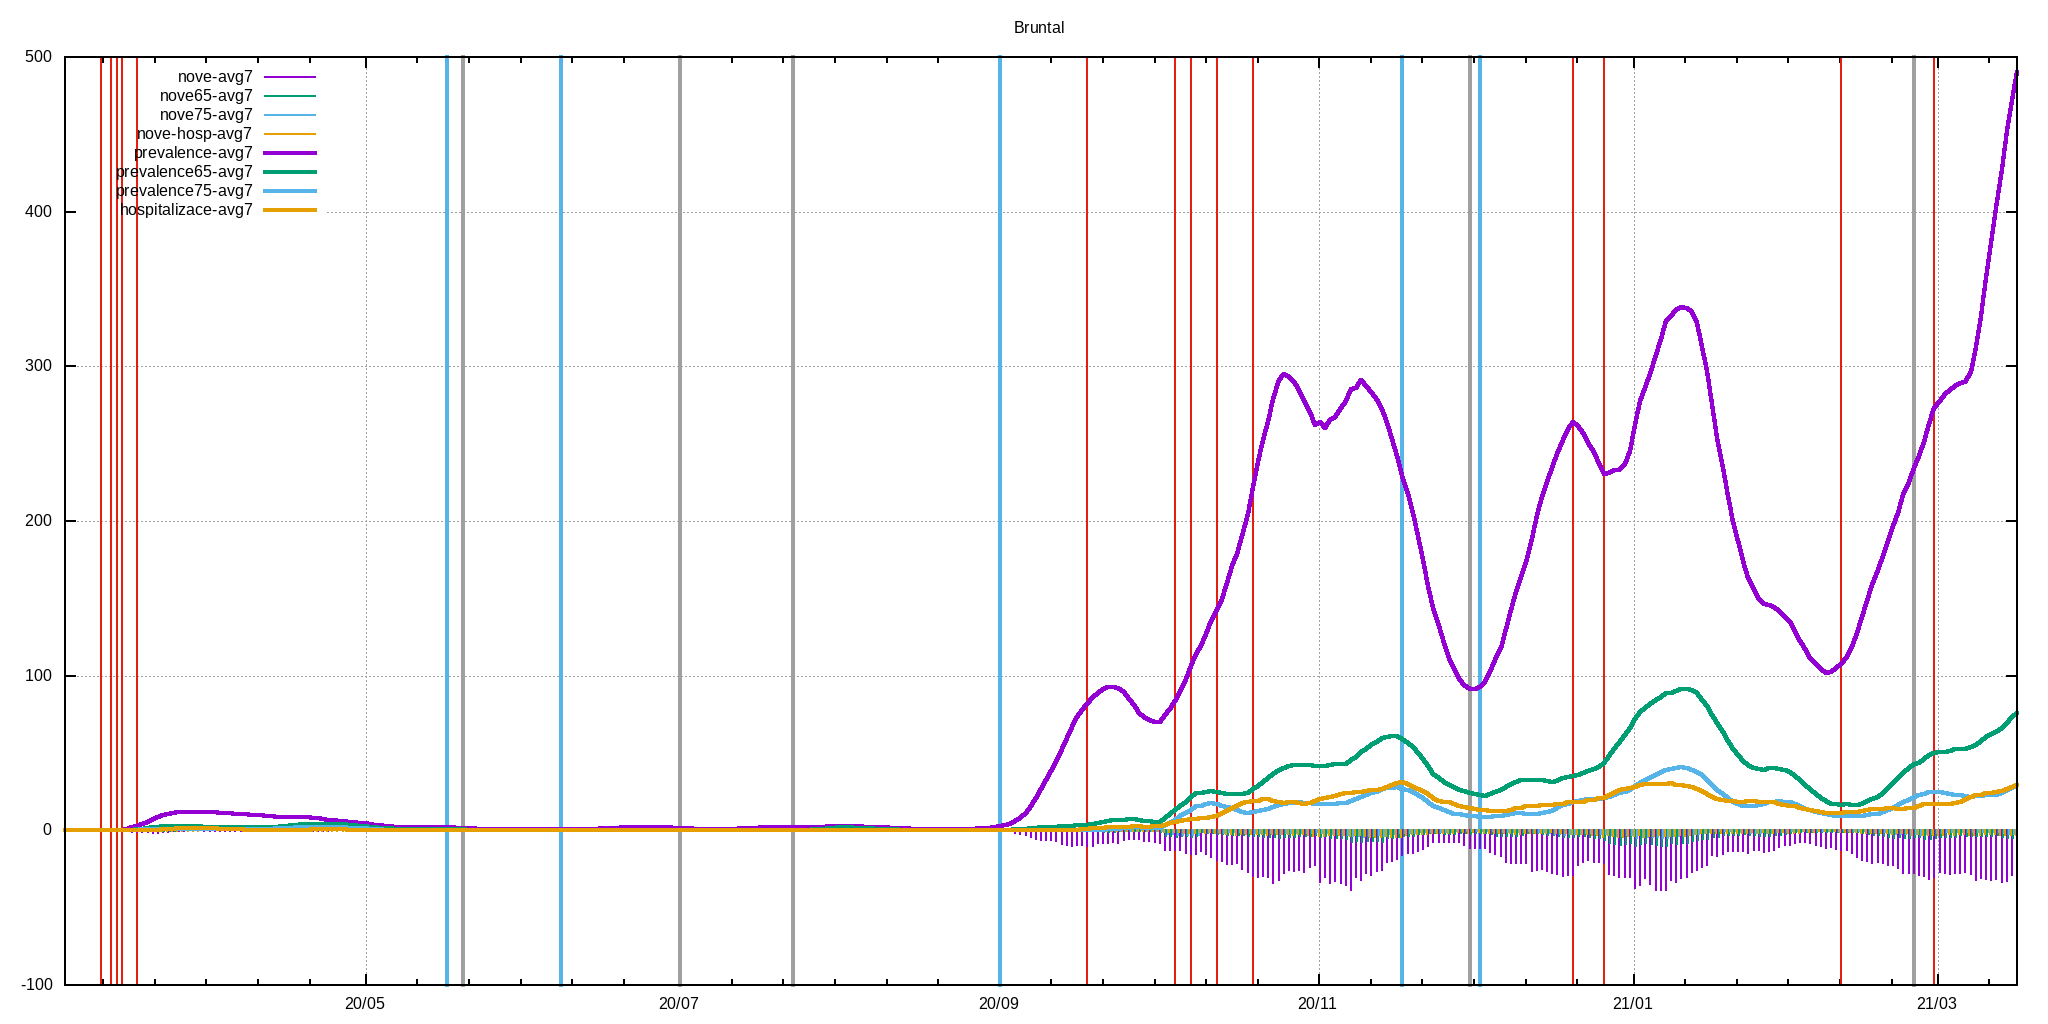 Bruntal
500
400
300
200
100
0
-100
nove-avg7
nove65-avg7
nove75-avg7
nove-hosp-avg7
prevalence-avg7
prevalence65-avg7
prevalence75-avg7
hospitalizace-avg7
20/05 20/07 20/09 20/11 21/01 21/03